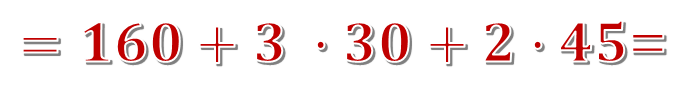 = 160 + 3 · 30 + 2 · 45=